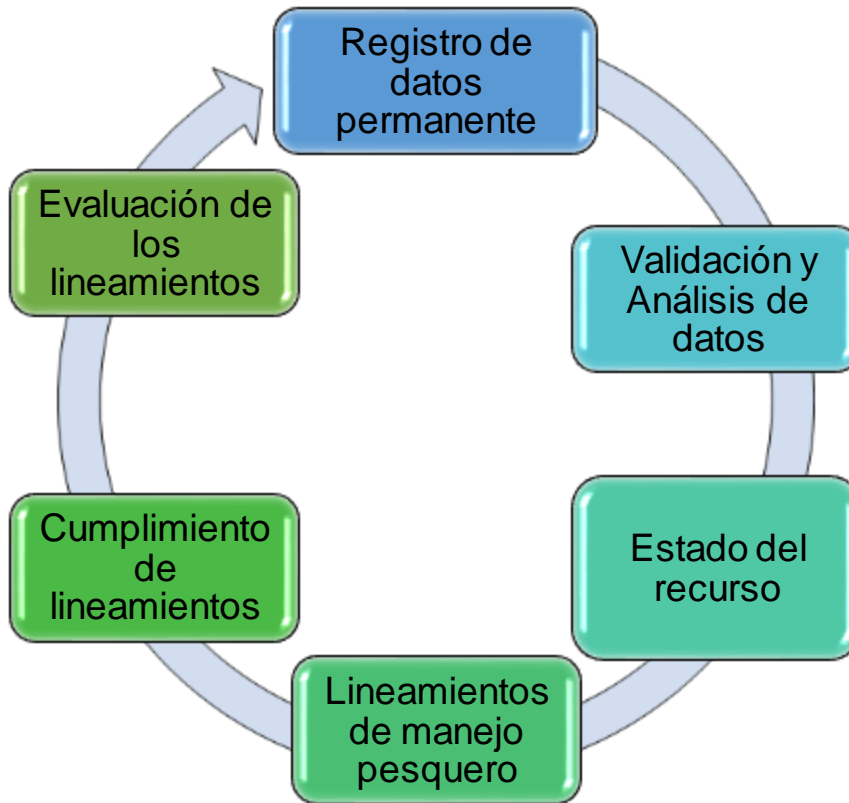 Registro de
datos
permanente
Validación y
Análisis de
datos
Estado del
recurso
Lineamientos
de manejo
pesquero
Cumplimiento
de
lineamientos
Evaluación de
los
lineamientos